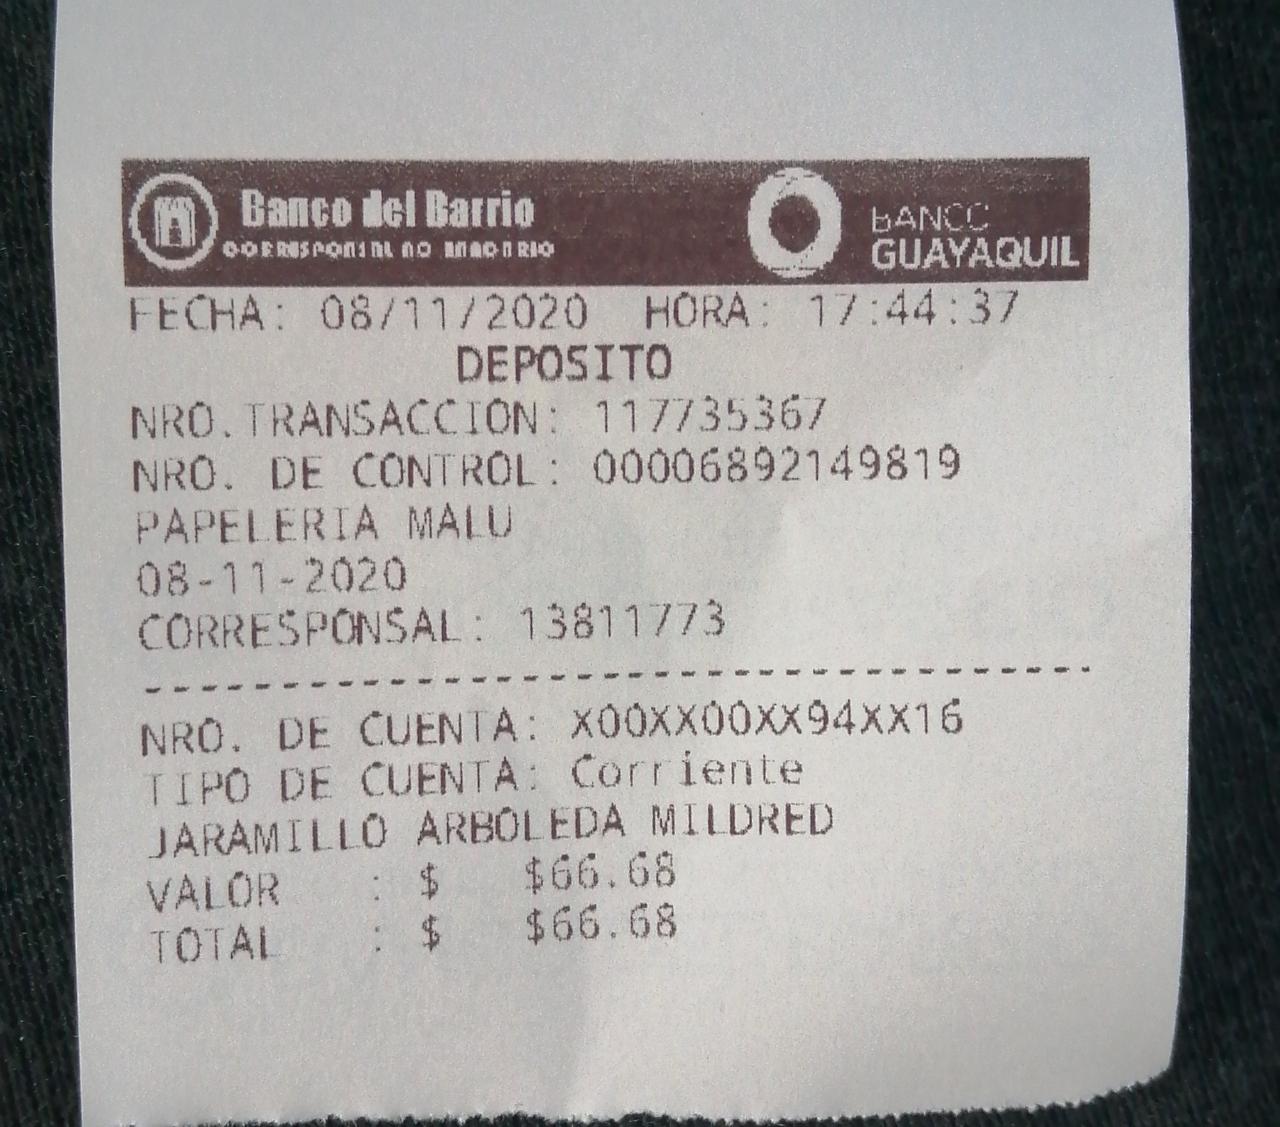 Banco del Barrio
CORRESPONSAL NO BANCARIO
BANCO
GUAYAQUIL
FECHA: 08/11/2020 HORA: 17:44:37
DEPOSITO
NRO.TRANSACCION: 117735367
NRO. DE CONTROL: 00006892149819
PAPELERIA MALU
08-11-2020
CORRESPONSAL: 13811773
-----------------------------------
NRO. DE CUENTA: X00XX00XX94XX16
TIPO DE CUENTA: Corriente
JARAMILLO ARBOLEDA MILDRED
VALOR : $ $66.68
TOTAL : $ $66.68